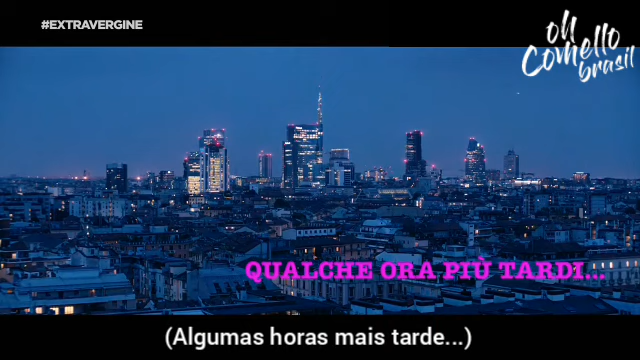 #EXTRAVERGINE
oh
Comello
brasil
QUALCHE ORA PIÙ TARDI...
(Algumas horas mais tarde...)